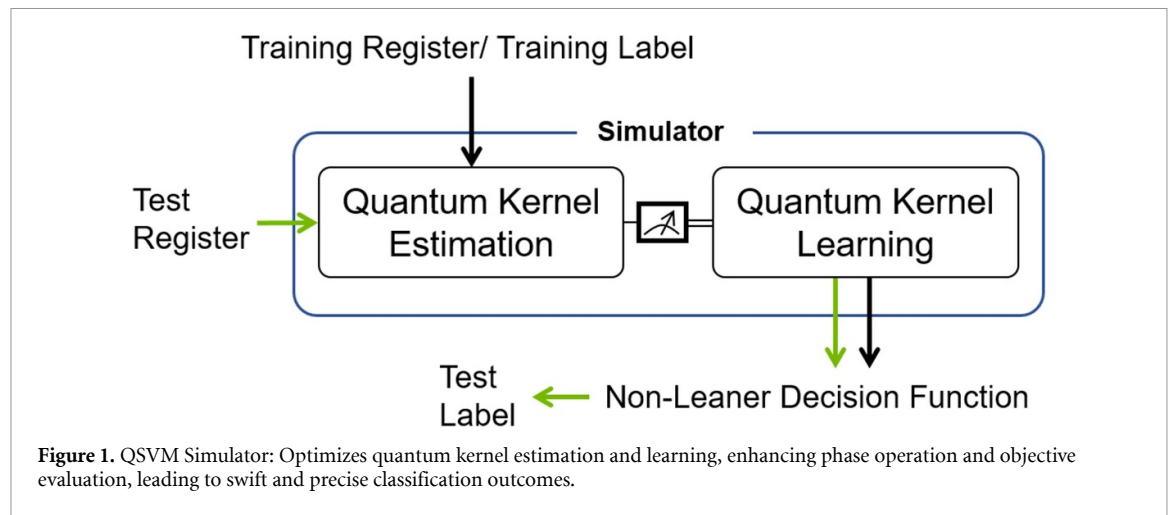 Training Register/ Training Label
Simulator
Test
Register
Quantum Kernel
Estimation
Quantum Kernel
Learning
Test
Label
Non-Leaner Decision Function
Figure 1. QSVM Simulator: Optimizes quantum kernel estimation and learning, enhancing phase operation and objective
evaluation, leading to swift and precise classification outcomes.